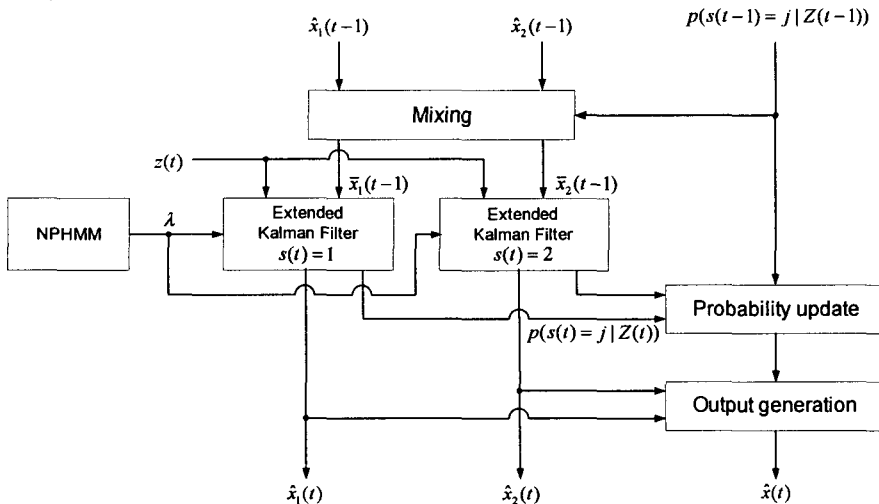 x̂₁(t−1)
x̂₂(t−1)
p(s(t−1) = j | Z(t−1))
Mixing
z(t)
x̄₁(t−1)
x̄₂(t−1)
NPHMM
λ
Extended
Kalman Filter
s(t) = 1
Extended
Kalman Filter
s(t) = 2
Probability update
p(s(t) = j | Z(t))
Output generation
x̂₁(t)
x̂₂(t)
x̂(t)